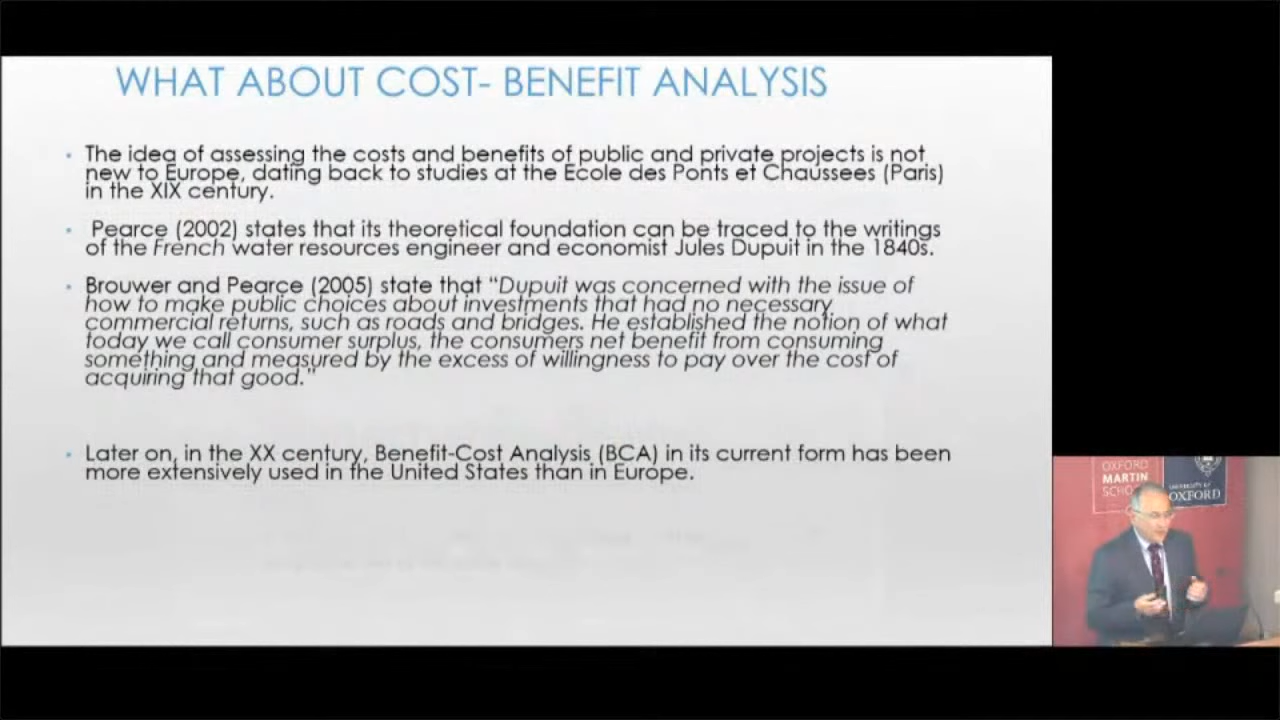 WHAT ABOUT COST- BENEFIT ANALYSIS
The idea of assessing the costs and benefits of public and private projects is not
new to Europe, dating back to studies at the Ecole des Ponts et Chaussees (Paris)
in the XIX century.
Pearce (2002) states that its theoretical foundation can be traced to the writings
of the French water resources engineer and economist Jules Dupuit in the 1840s.
Brouwer and Pearce (2005) state that “Dupuit was concerned with the issue of
how to make public choices about investments that had no necessary
commercial returns, such as roads and bridges. He established the notion of what
today we call consumer surplus, the consumers net benefit from consuming
something and measured by the excess of willingness to pay over the cost of
acquiring that good.”
Later on, in the XX century, Benefit-Cost Analysis (BCA) in its current form has been
more extensively used in the United States than in Europe.
OXFORD
MARTIN
UNIVERSITY OF
OXFORD